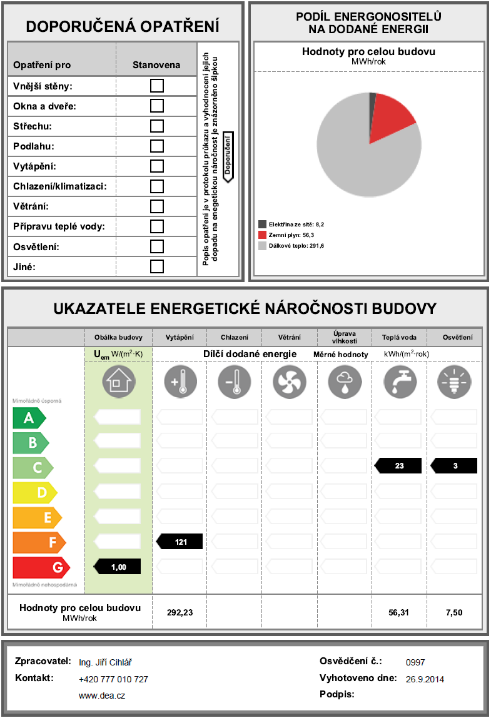 DOPORUČENÁ OPATŘENÍ
Opatření pro Stanovena
Vnější stěny:
Okna a dveře:
Střechu:
Podlahu:
Vytápění:
Chlazení/klimatizaci:
Větrání:
Přípravu teplé vody:
Osvětlení:
Jiné:
Popis opatření je v protokolu průkazu a vyhodnocení jejich
dopadu na enegetickou náročnost je znázorněno šipkou
Doporučení
PODÍL ENERGONOSITELŮ
NA DODANÉ ENERGII
Hodnoty pro celou budovu
MWh/rok
Elektřina ze sítě: 8,2
Zemní plyn: 56,3
Dálkové teplo: 291,6
UKAZATELE ENERGETICKÉ NÁROČNOSTI BUDOVY
Obálka budovy Vytápění Chlazení Větrání Úprava vlhkosti Teplá voda Osvětlení
Uem W/(m²·K) Dílčí dodané energie Měrné hodnoty kWh/(m²·rok)
Mimořádně úsporná
A
B
C 23 3
D
E
F 121
G 1,00
Mimořádně nehospodárná
Hodnoty pro celou budovu 292,23 56,31 7,50
MWh/rok
Zpracovatel: Ing. Jiří Cihlář Osvědčení č.: 0997
Kontakt: +420 777 010 727 Vyhotoveno dne: 26.9.2014
www.dea.cz Podpis: